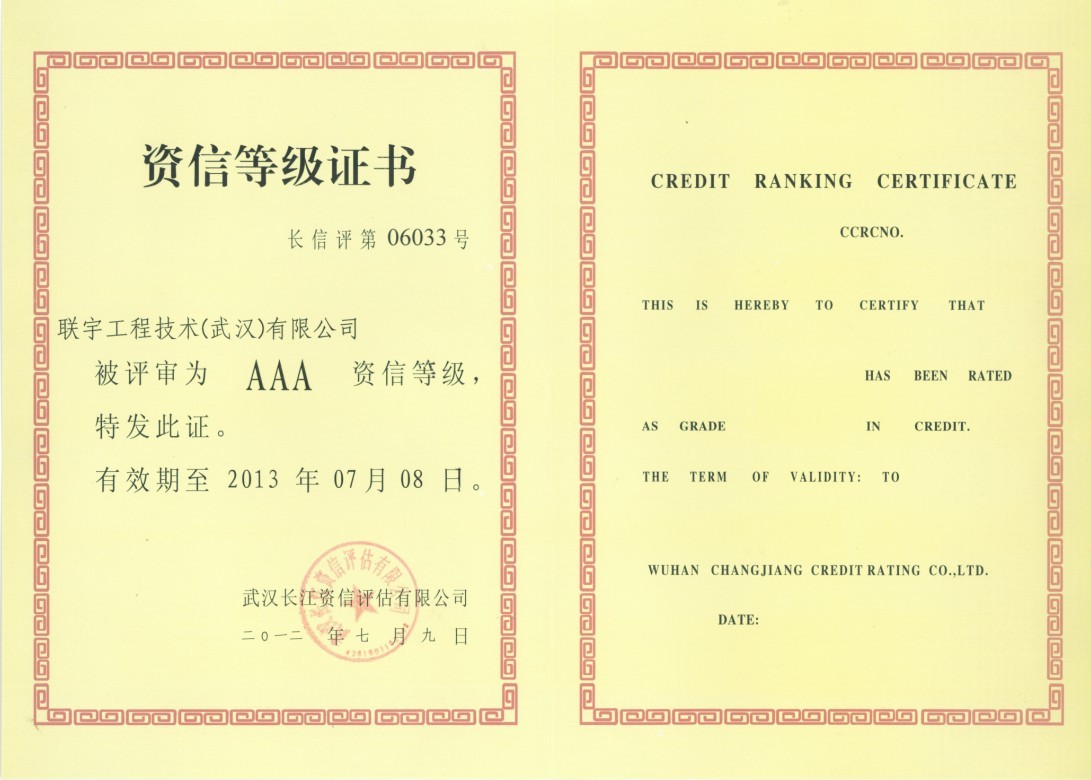 资信等级证书
长信评第 06033 号
联宇工程技术(武汉)有限公司
被评审为 AAA 资信等级，
特发此证。
有效期至 2013 年 07 月 08 日。
武汉长江资信评估有限公司
二〇一二 年 七 月 九 日
CREDIT RANKING CERTIFICATE
CCRCNO.
THIS IS HEREBY TO CERTIFY THAT
HAS BEEN RATED
AS GRADE IN CREDIT.
THE TERM OF VALIDITY: TO
WUHAN CHANGJIANG CREDIT RATING CO.,LTD.
DATE: